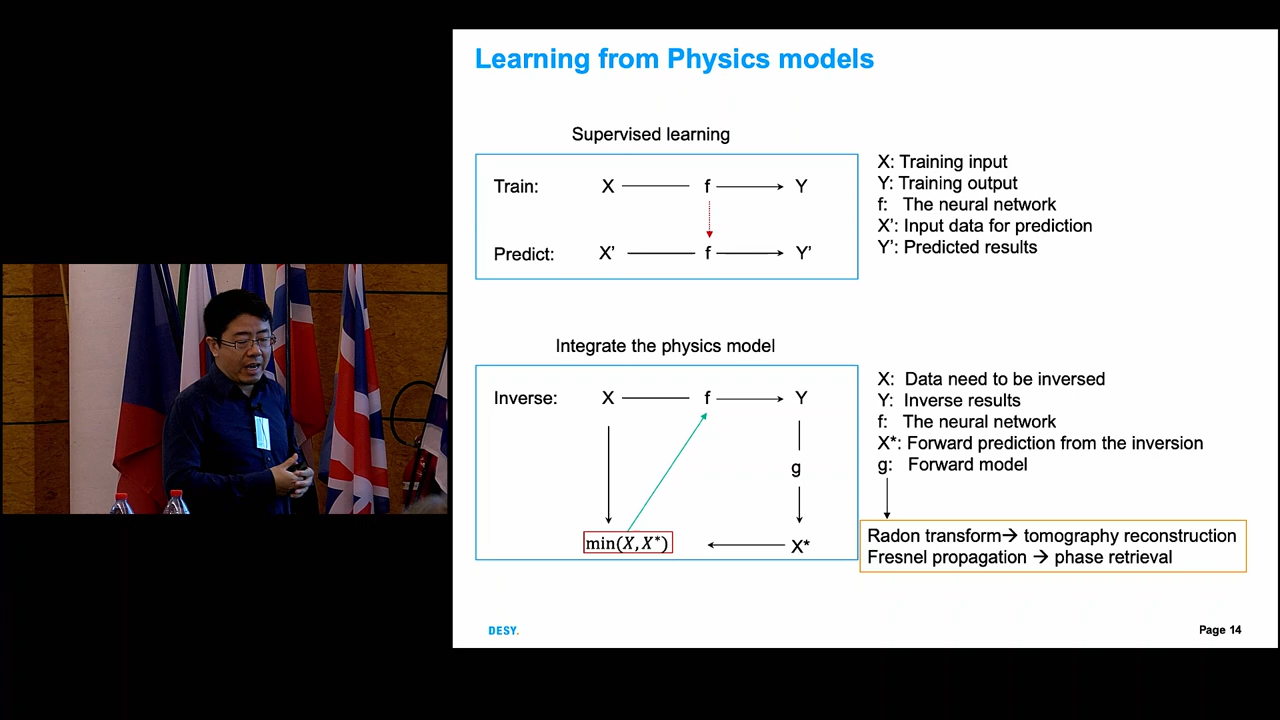 Learning from Physics models
Supervised learning
Train: X f Y
Predict: X' f Y'
X: Training input
Y: Training output
f: The neural network
X': Input data for prediction
Y': Predicted results
Integrate the physics model
Inverse: X f Y
g
min(X, X*) X*
X: Data need to be inversed
Y: Inverse results
f: The neural network
X*: Forward prediction from the inversion
g: Forward model
Radon transform→ tomography reconstruction
Fresnel propagation → phase retrieval
DESY.
Page 14